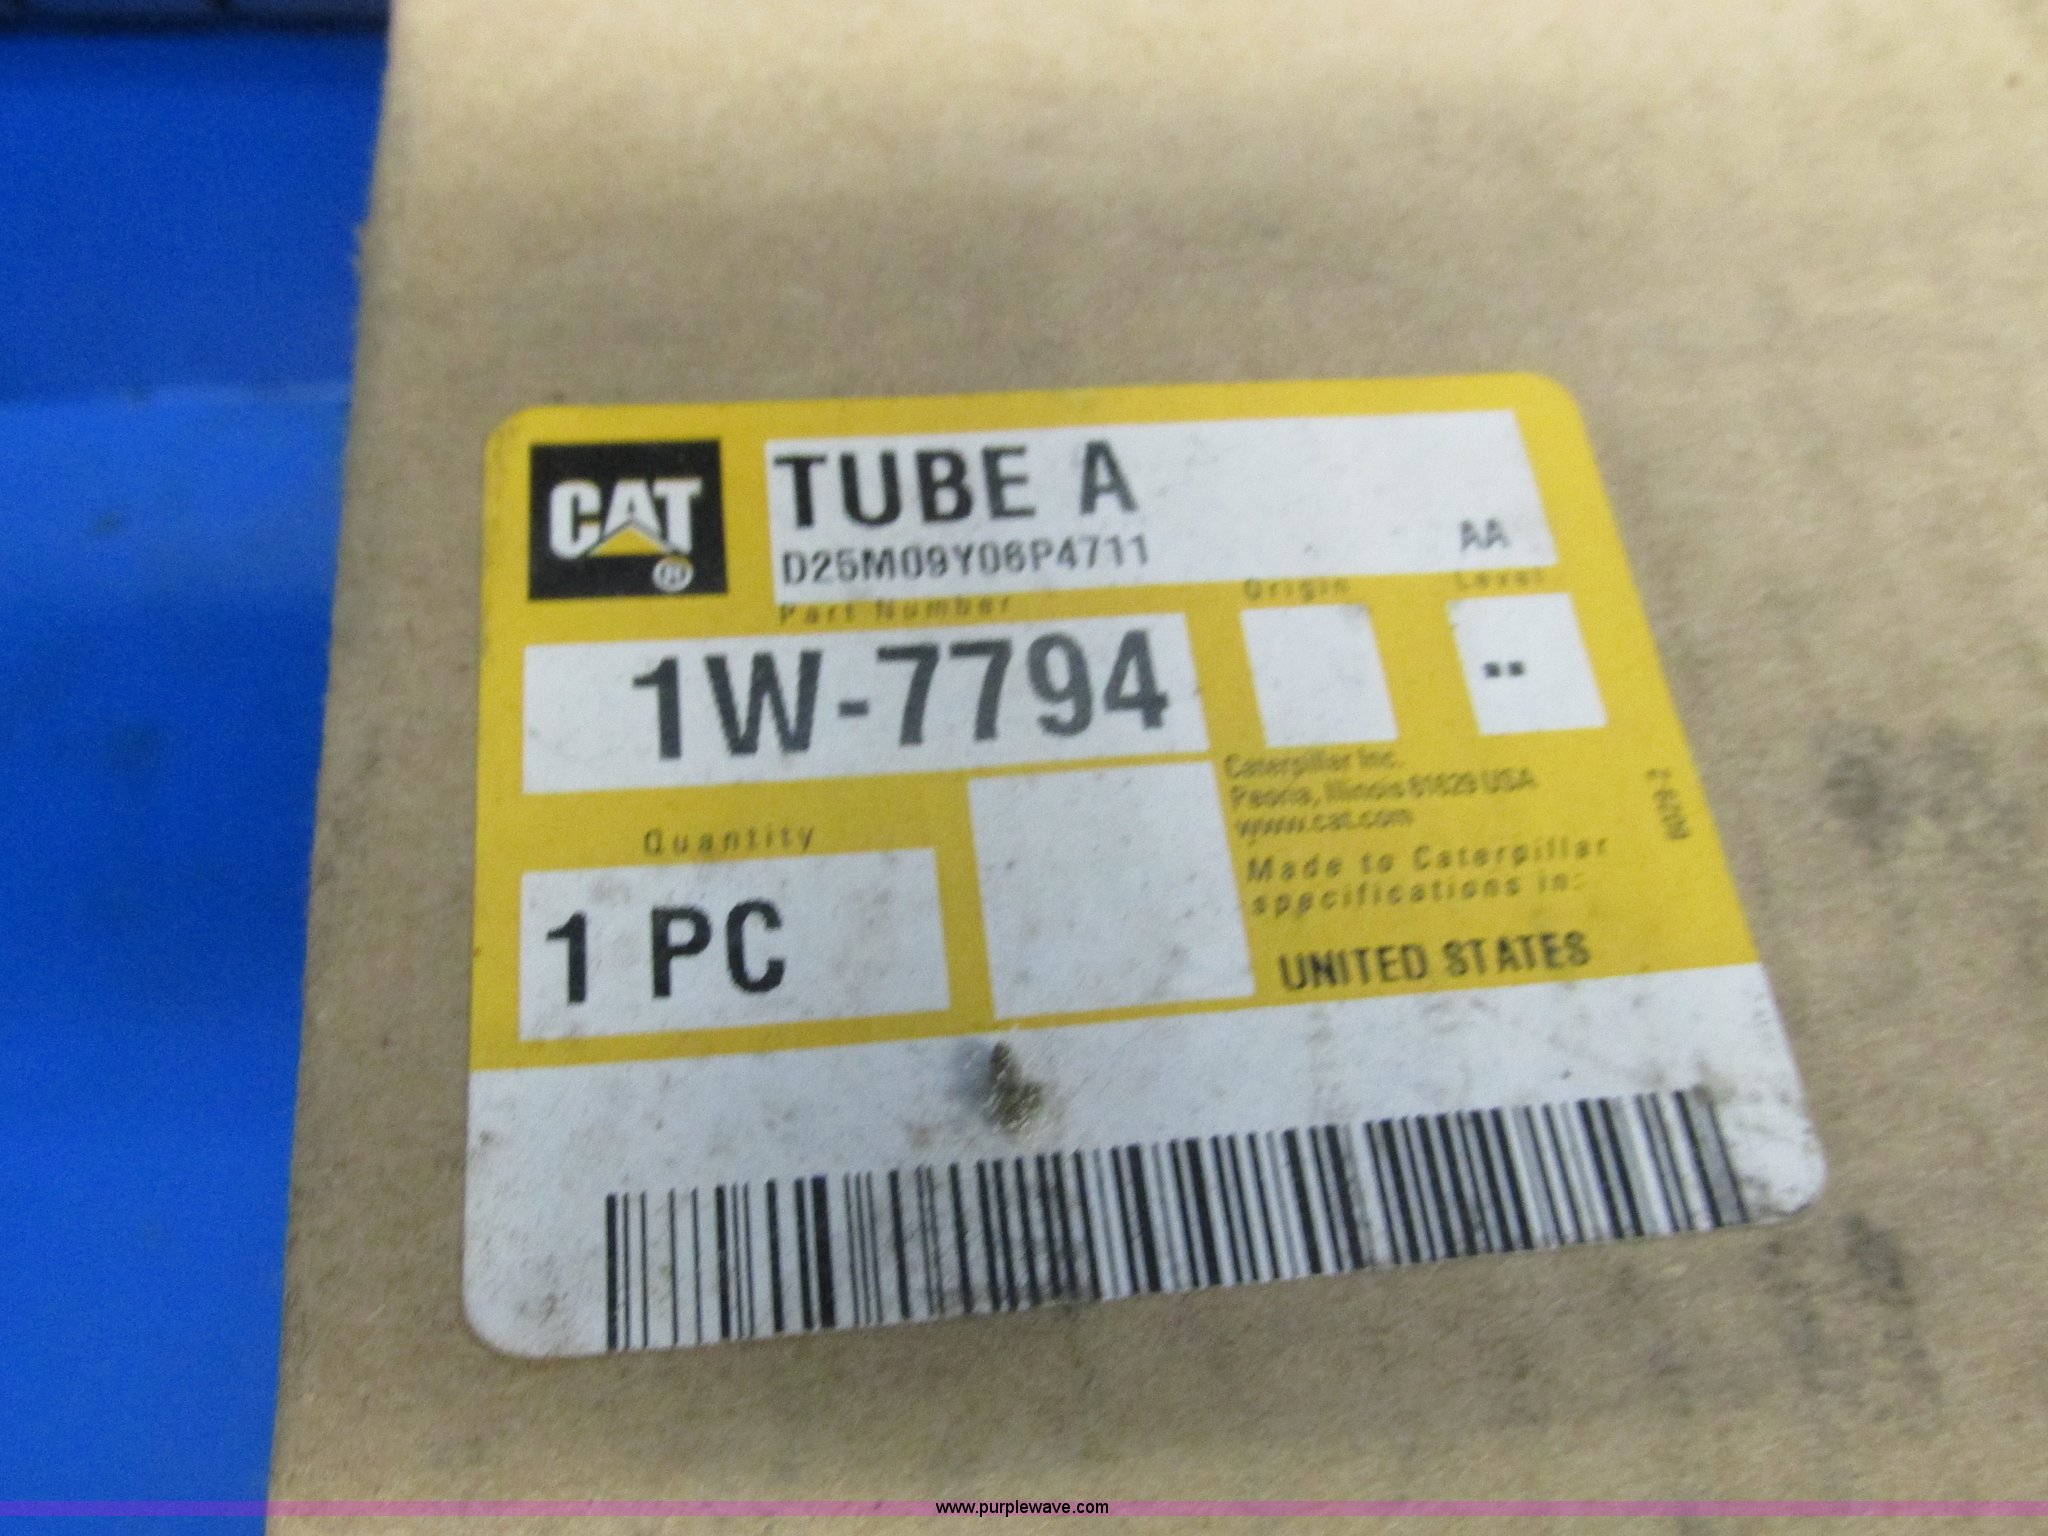 CAT
®
TUBE A
D25M09Y06P4711
AA
Part Number
Origin
Level
1W-7794
--
Caterpillar Inc.
Peoria, Illinois 61629 USA
www.cat.com
Quantity
1 PC
Made to Caterpillar
specifications in:
UNITED STATES
www.purplewave.com